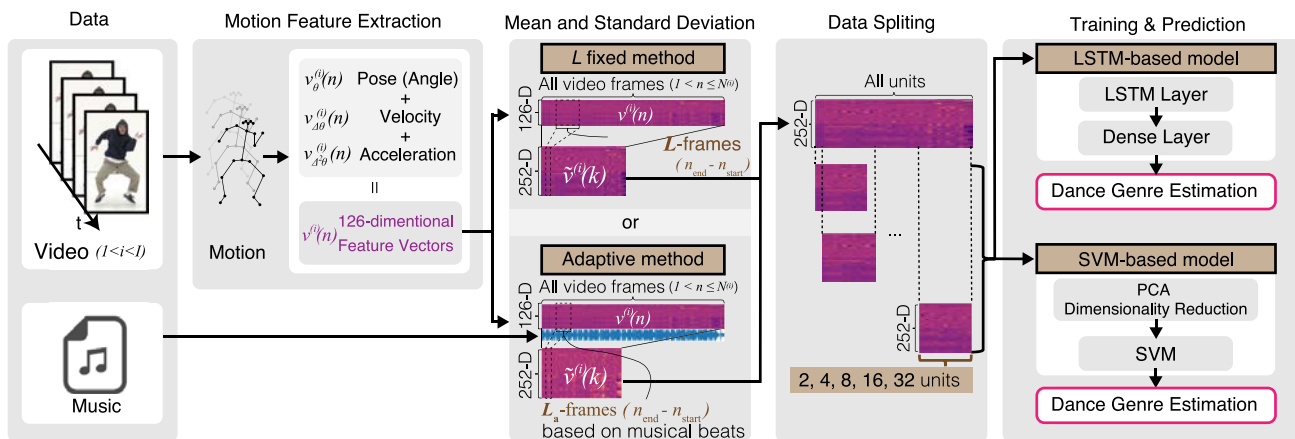 Data
t
Video (1<i<I)
Music
Motion Feature Extraction
Motion
v_θ^(i)(n) Pose (Angle)
+
v_Δθ^(i)(n) Velocity
+
v_Δ²θ^(i)(n) Acceleration
=
v^(i)(n) 126-dimentional
Feature Vectors
Mean and Standard Deviation
L fixed method
All video frames (1 < n ≤ N^(i))
126-D
v^(i)(n)
L-frames
(n_end - n_start)
252-D
ṽ^(i)(k)
or
Adaptive method
All video frames (1 < n ≤ N^(i))
126-D
v^(i)(n)
252-D
ṽ^(i)(k)
L_a-frames (n_end - n_start)
based on musical beats
Data Spliting
All units
252-D
...
252-D
2, 4, 8, 16, 32 units
Training & Prediction
LSTM-based model
LSTM Layer
Dense Layer
Dance Genre Estimation
SVM-based model
PCA
Dimensionality Reduction
SVM
Dance Genre Estimation